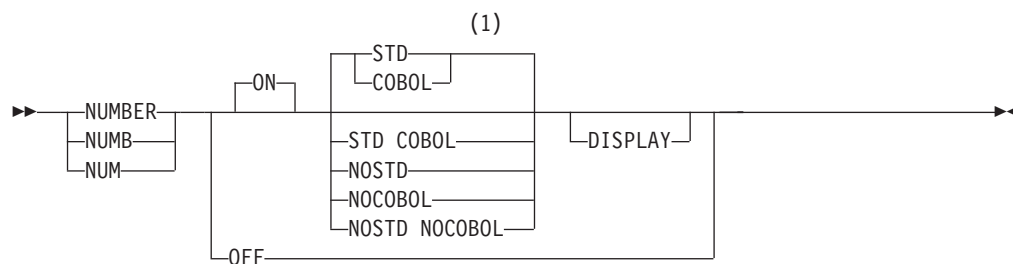 (1)
STD
ON COBOL
NUMBER
NUMB STD COBOL DISPLAY
NUM NOSTD
NOCOBOL
NOSTD NOCOBOL
OFF